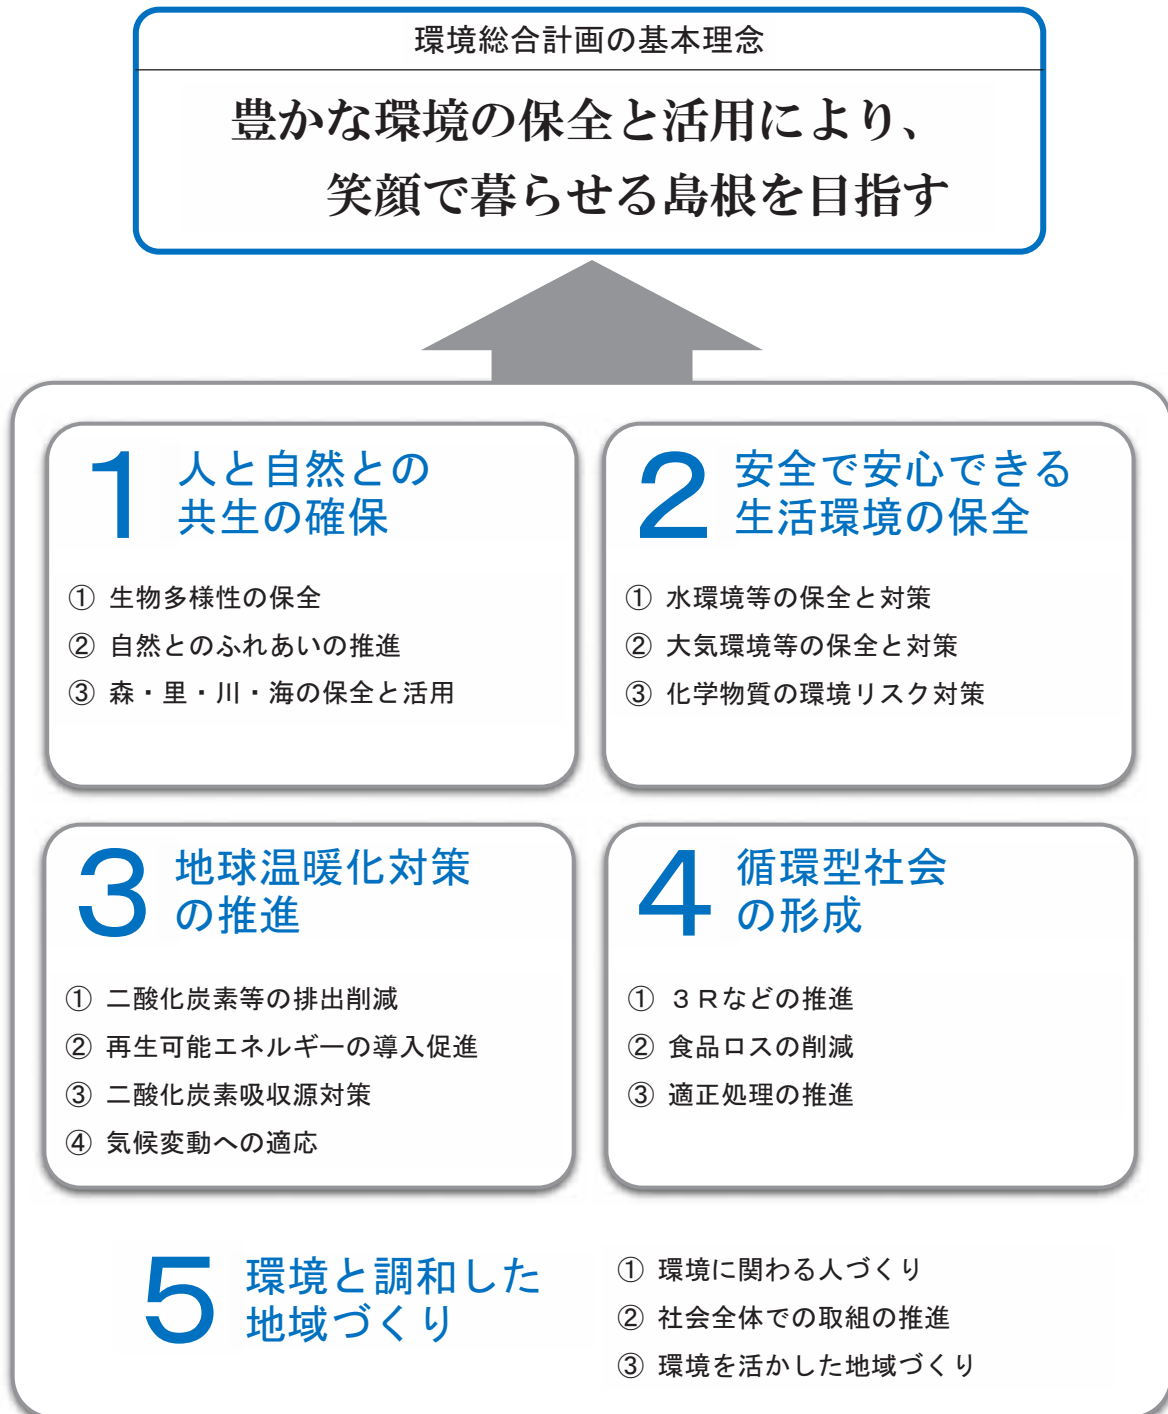 環境総合計画の基本理念
豊かな環境の保全と活用により、
笑顔で暮らせる島根を目指す
1
人と自然との
共生の確保
① 生物多様性の保全
② 自然とのふれあいの推進
③ 森・里・川・海の保全と活用
2
安全で安心できる
生活環境の保全
① 水環境等の保全と対策
② 大気環境等の保全と対策
③ 化学物質の環境リスク対策
3
地球温暖化対策
の推進
① 二酸化炭素等の排出削減
② 再生可能エネルギーの導入促進
③ 二酸化炭素吸収源対策
④ 気候変動への適応
4
循環型社会
の形成
① ３Ｒなどの推進
② 食品ロスの削減
③ 適正処理の推進
5
環境と調和した
地域づくり
① 環境に関わる人づくり
② 社会全体での取組の推進
③ 環境を活かした地域づくり